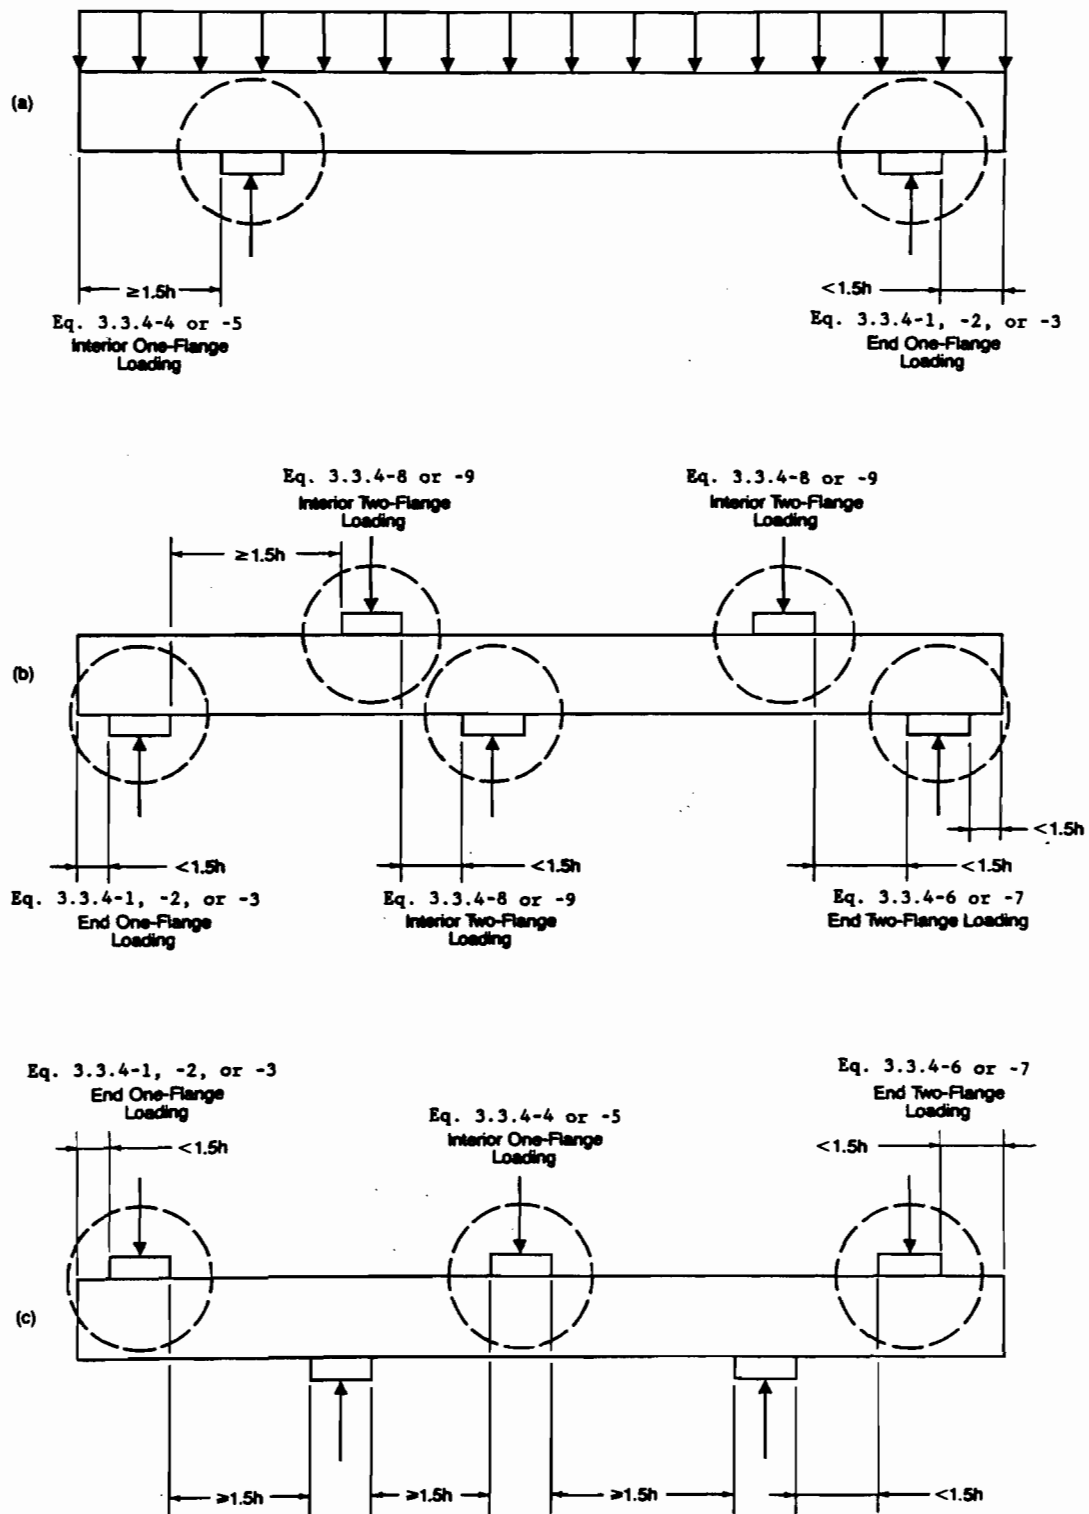 (a)
≥1.5h
<1.5h
Eq. 3.3.4-4 or -5
Interior One-Flange
Loading
Eq. 3.3.4-1, -2, or -3
End One-Flange
Loading
Eq. 3.3.4-8 or -9
Interior Two-Flange
Loading
Eq. 3.3.4-8 or -9
Interior Two-Flange
Loading
≥1.5h
(b)
<1.5h
<1.5h
<1.5h
<1.5h
Eq. 3.3.4-1, -2, or -3
End One-Flange
Loading
Eq. 3.3.4-8 or -9
Interior Two-Flange
Loading
Eq. 3.3.4-6 or -7
End Two-Flange Loading
Eq. 3.3.4-1, -2, or -3
End One-Flange
Loading
<1.5h
Eq. 3.3.4-4 or -5
Interior One-Flange
Loading
Eq. 3.3.4-6 or -7
End Two-Flange
Loading
<1.5h
(c)
≥1.5h
≥1.5h
≥1.5h
<1.5h